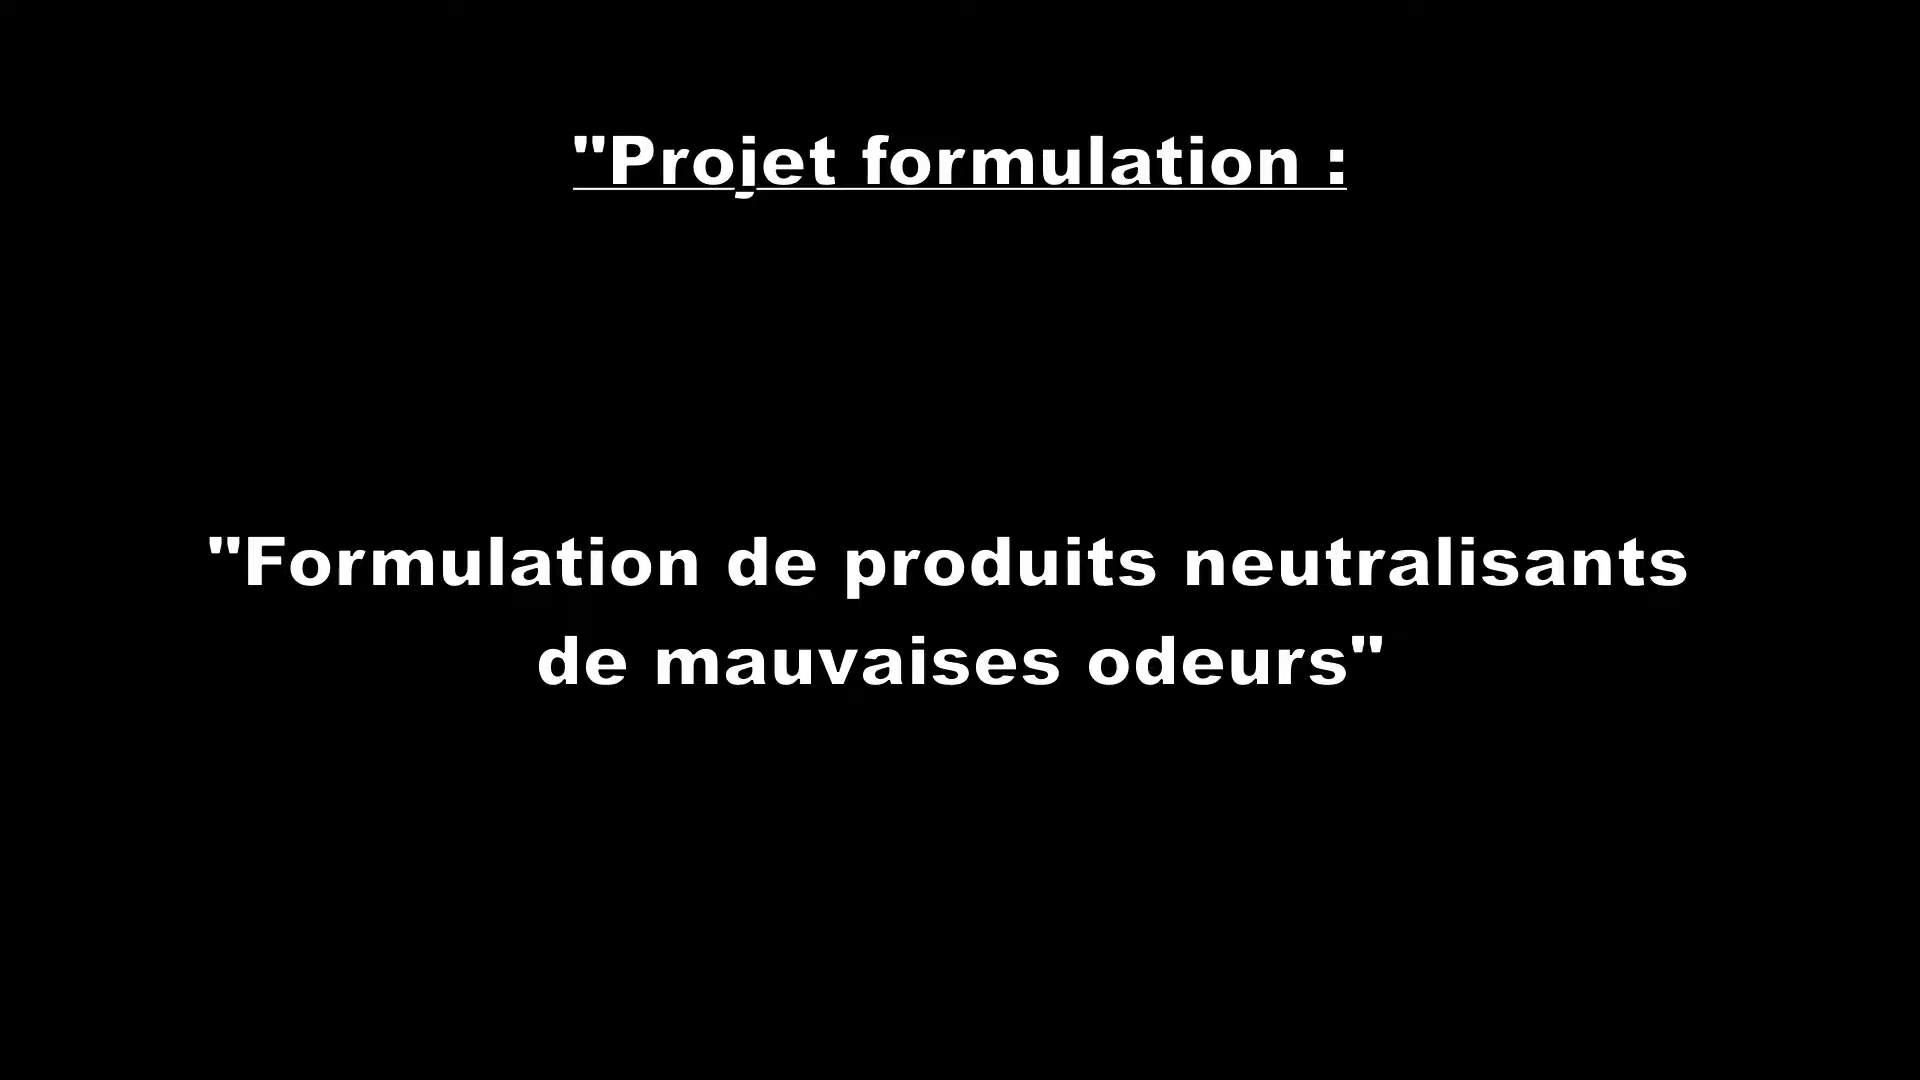 "Projet formulation :
"Formulation de produits neutralisants
de mauvaises odeurs"